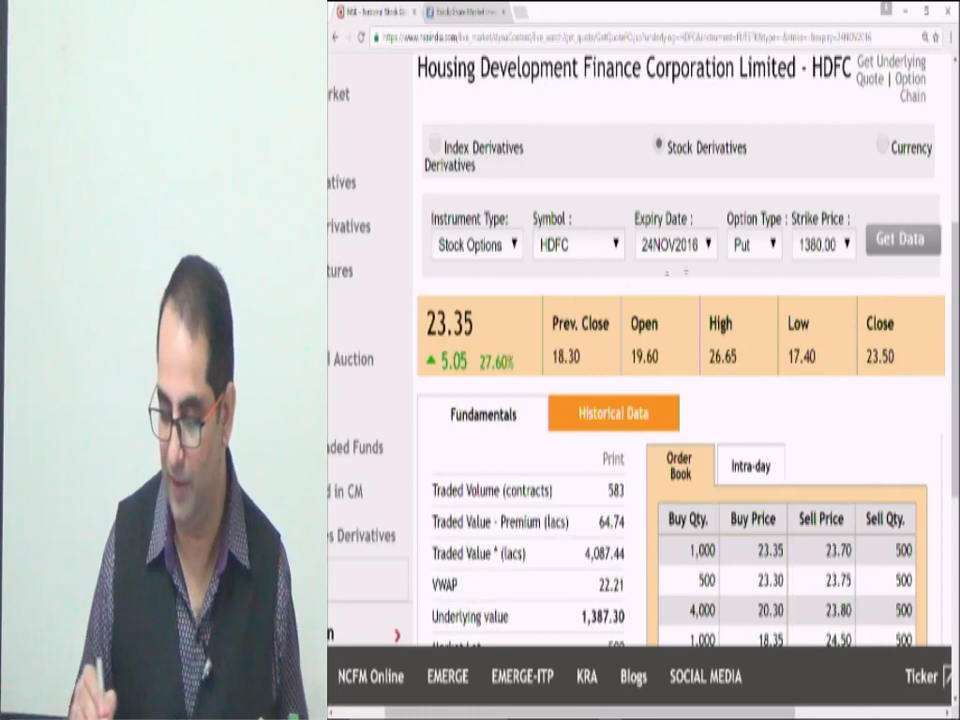 Housing Development Finance Corporation Limited - HDFC
Get Underlying
Quote | Option
Chain
rket
atives
rivatives
tures
l Auction
ded Funds
d in CM
s Derivatives
n
Index Derivatives
Stock Derivatives
Currency
Derivatives
Instrument Type: Symbol : Expiry Date : Option Type : Strike Price :
Stock Options HDFC 24NOV2016 Put 1380.00 Get Data
23.35 Prev. Close Open High Low Close
5.05 27.60% 18.30 19.60 26.65 17.40 23.50
Fundamentals Historical Data
Print
Traded Volume (contracts) 583
Traded Value - Premium (lacs) 64.74
Traded Value * (lacs) 4,087.44
VWAP 22.21
Underlying value 1,387.30
Order
Book
Intra-day
Buy Qty. Buy Price Sell Price Sell Qty.
1,000 23.35 23.70 500
500 23.30 23.75 500
4,000 20.30 23.80 500
1,000 18.35 24.50 500
NCFM Online EMERGE EMERGE-ITP KRA Blogs SOCIAL MEDIA Ticker